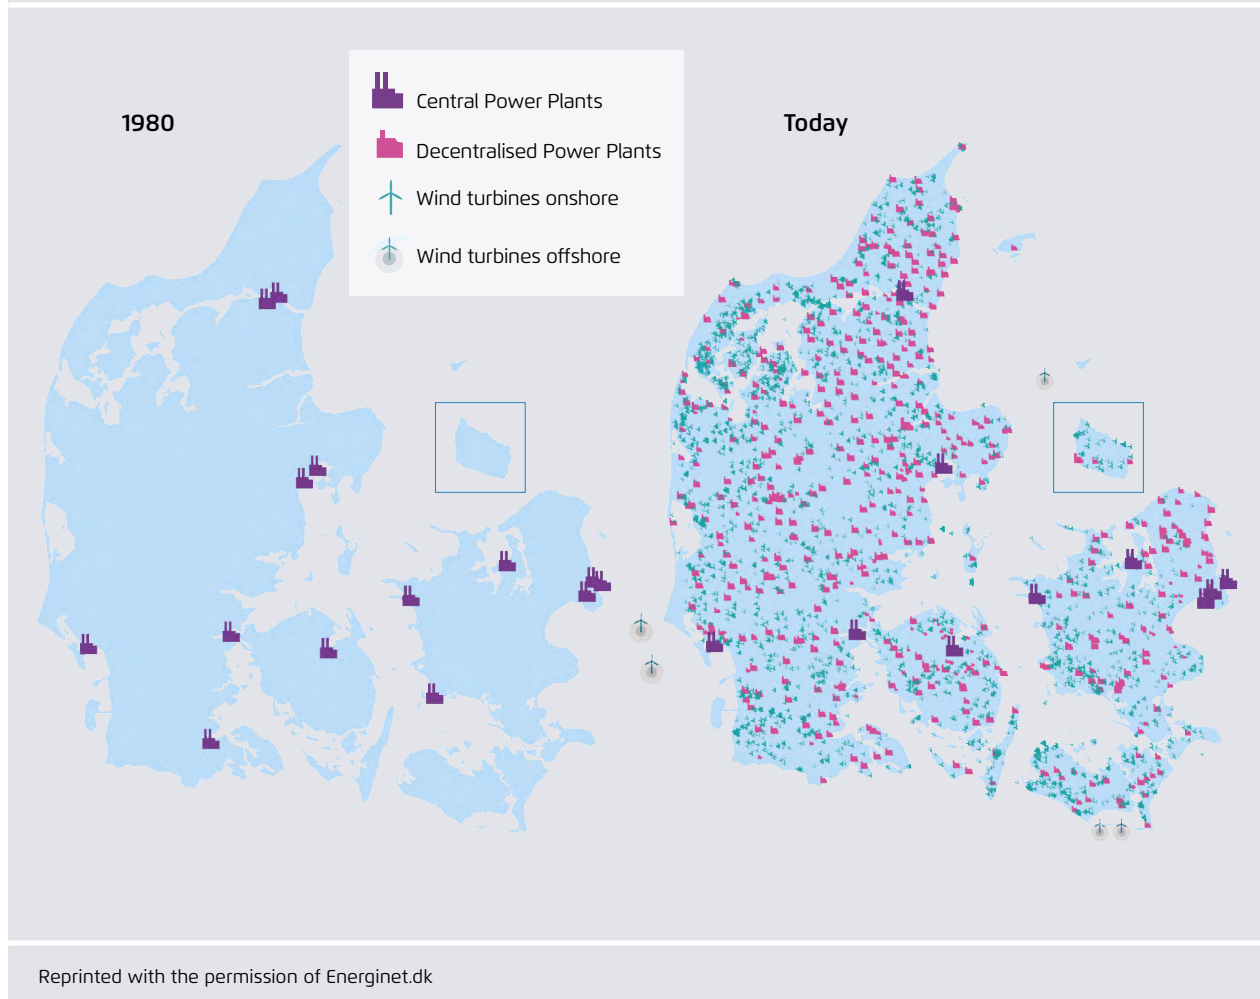 1980
Central Power Plants
Decentralised Power Plants
Wind turbines onshore
Wind turbines offshore
Today
Reprinted with the permission of Energinet.dk